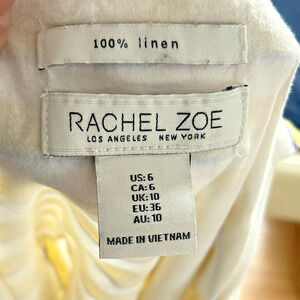 100% linen
RACHEL ZOE
LOS ANGELES NEW YORK
US: 6
CA: 6
UK: 10
EU: 36
AU: 10
MADE IN VIETNAM